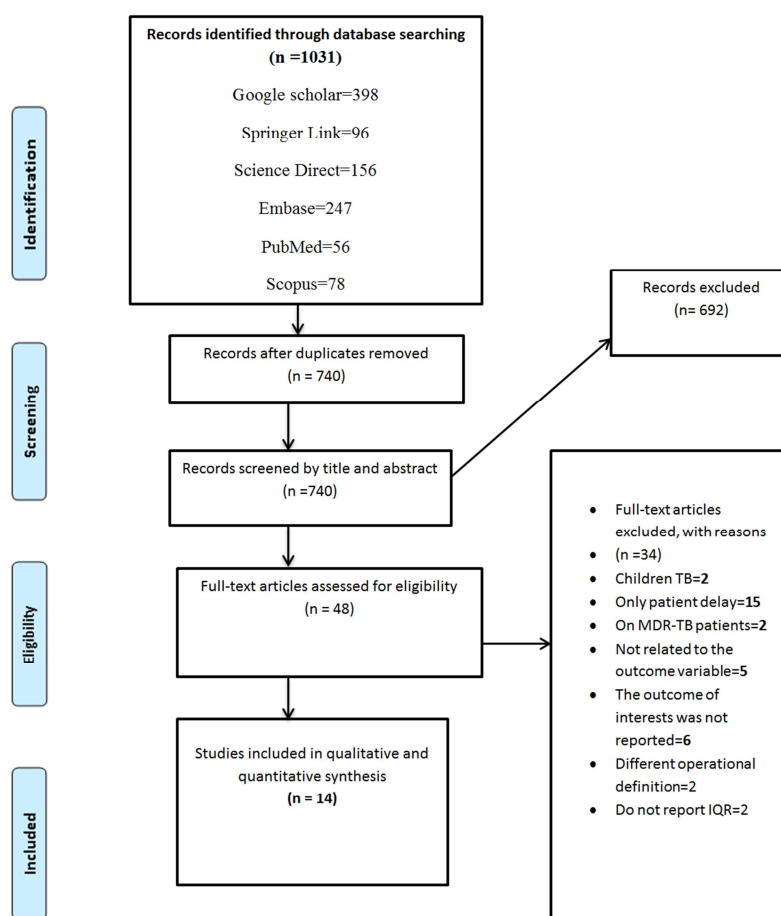 Records identified through database searching
(n =1031)
Google scholar=398
Springer Link=96
Science Direct=156
Embase=247
PubMed=56
Scopus=78
Identification
Records excluded
(n= 692)
Records after duplicates removed
(n = 740)
Screening
Records screened by title and abstract
(n =740)
Full-text articles assessed for eligibility
(n = 48)
Eligibility
• Full-text articles
excluded, with reasons
• (n =34)
• Children TB=2
• Only patient delay=15
• On MDR-TB patients=2
• Not related to the
outcome variable=5
• The outcome of
interests was not
reported=6
• Different operational
definition=2
• Do not report IQR=2
Studies included in qualitative and
quantitative synthesis
(n = 14)
Included